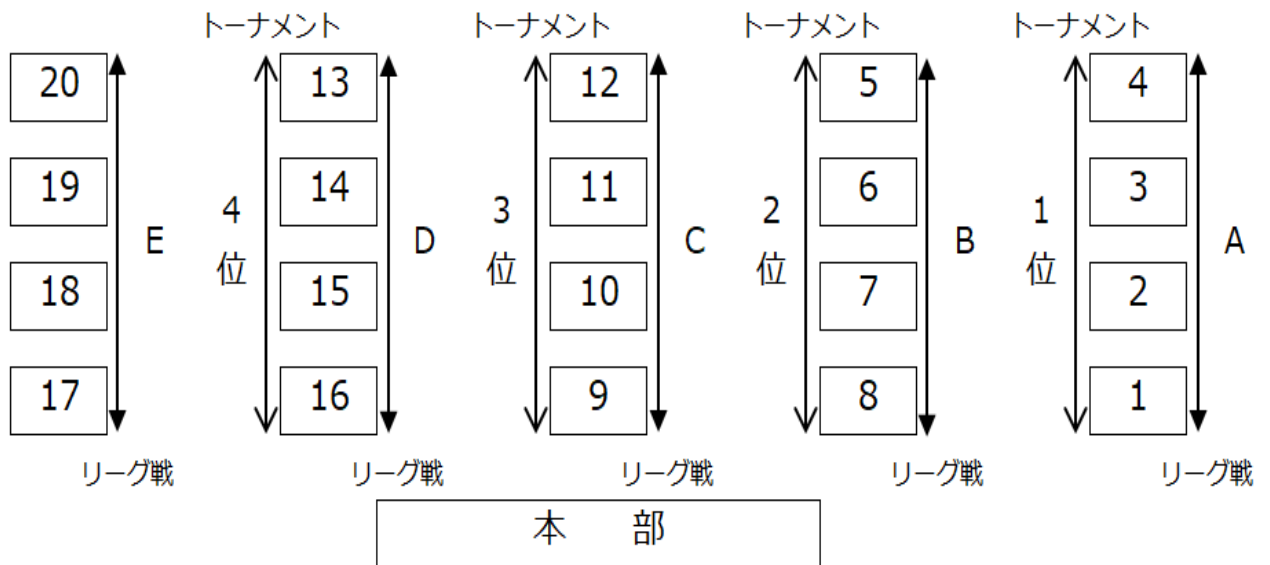 トーナメント トーナメント トーナメント トーナメント
20 13 12 5 4
19 14 11 6 3
4位 3位 2位 1位
E D C B A
18 15 10 7 2
17 16 9 8 1
リーグ戦 リーグ戦 リーグ戦 リーグ戦 リーグ戦
本　部